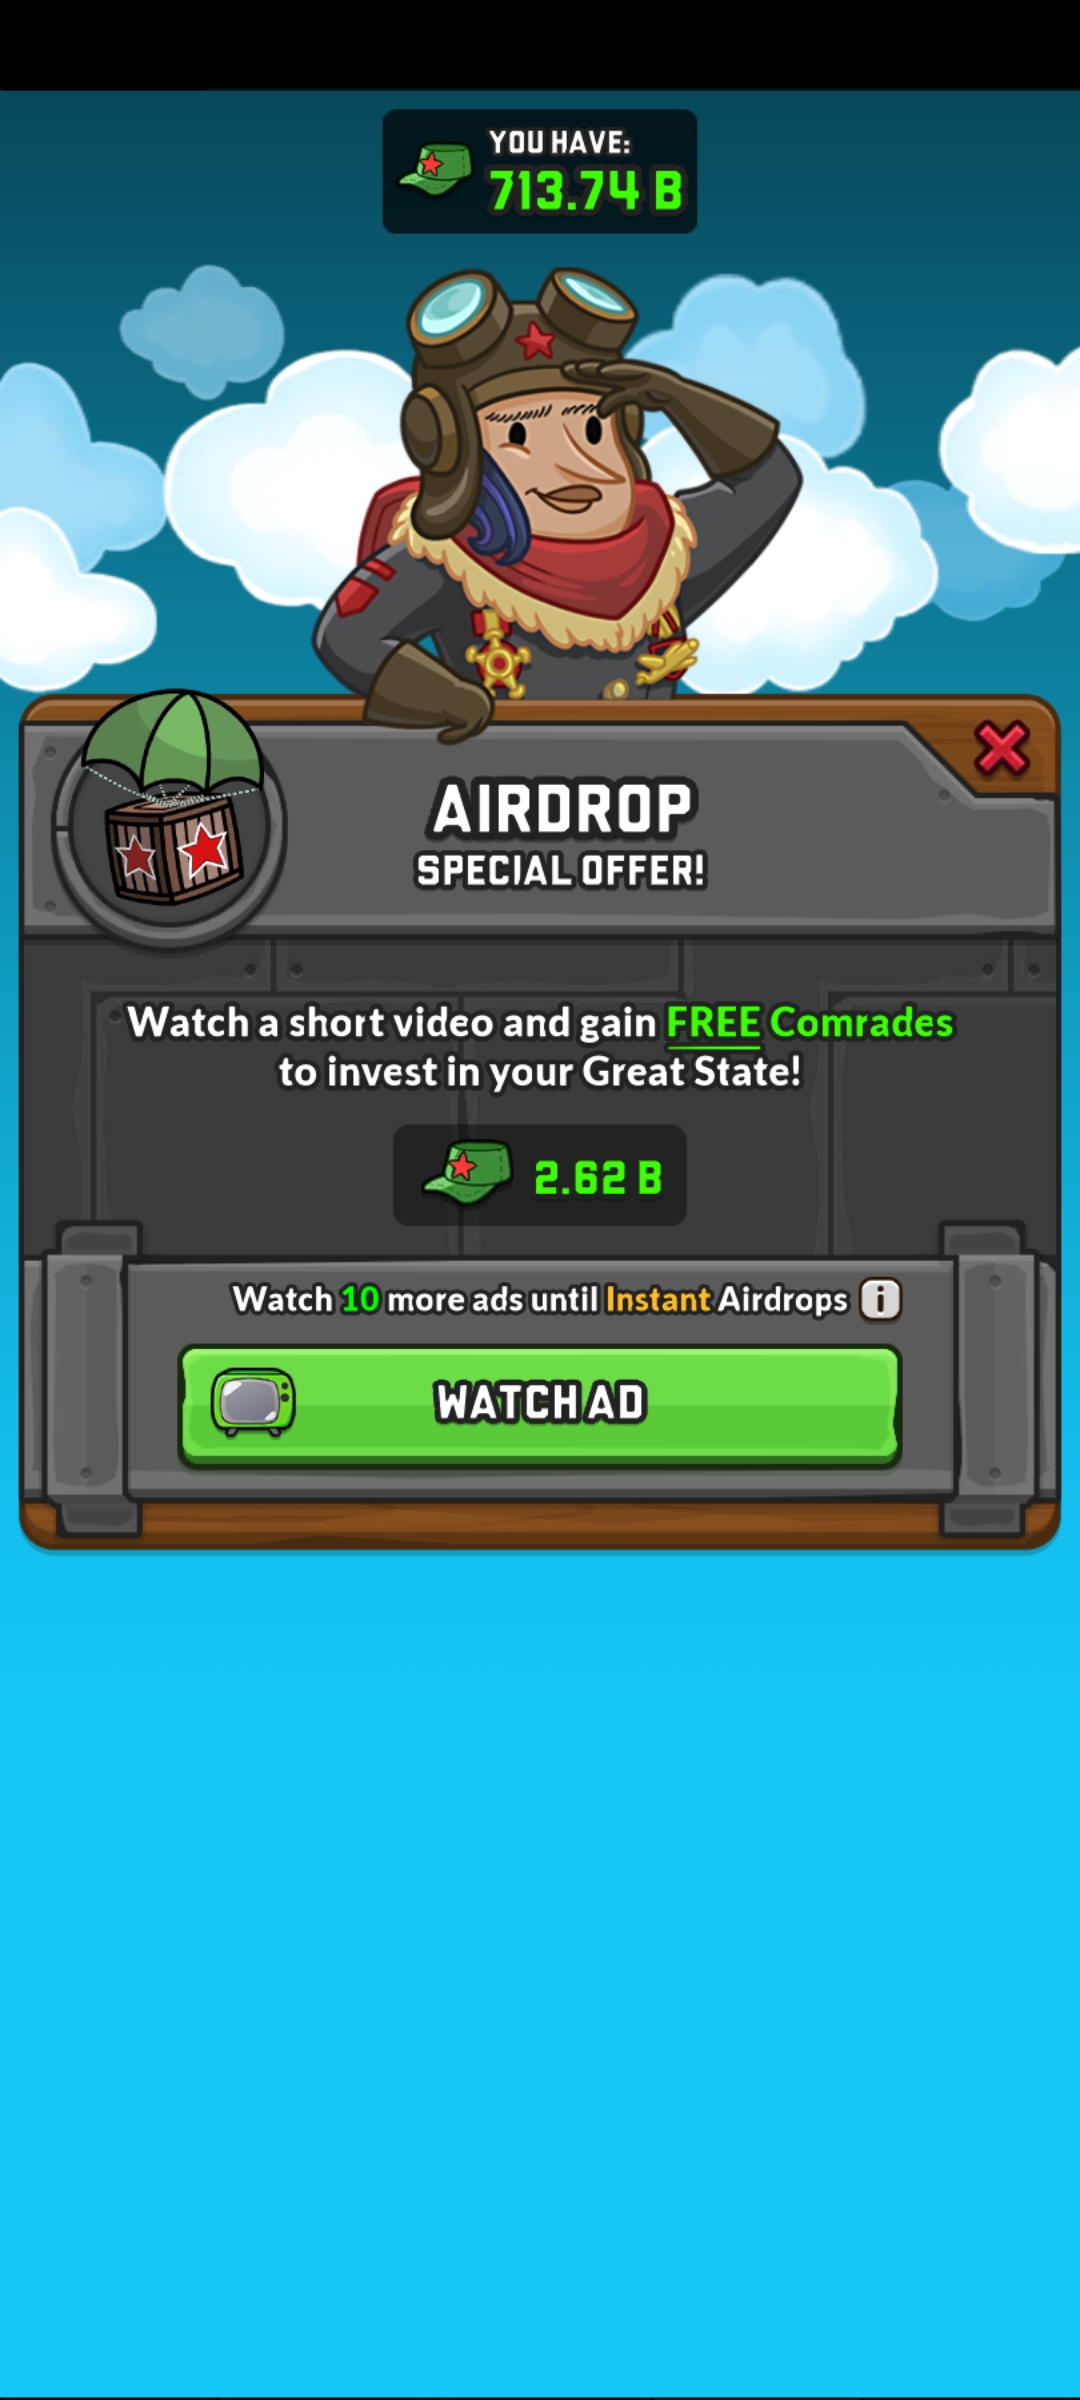 YOU HAVE:
713.74 B
AIRDROP
SPECIAL OFFER!
Watch a short video and gain FREE Comrades
to invest in your Great State!
2.62 B
Watch 10 more ads until Instant Airdrops i
WATCH AD